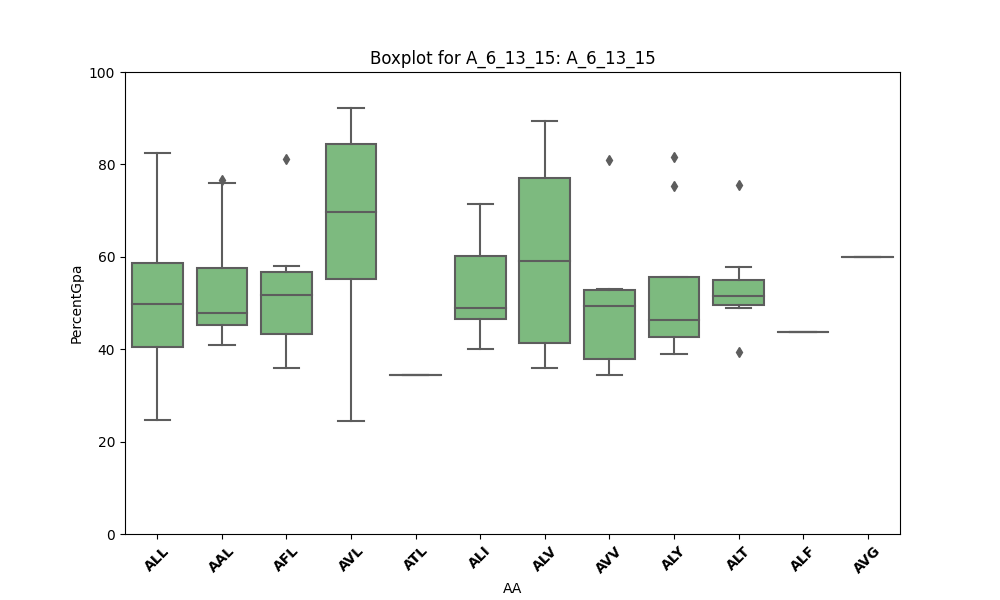 Boxplot for A_6_13_15: A_6_13_15
100
80
60
40
20
0
PercentGpa
ALL AAL AFL AVL ATL ALI ALV AVV ALY ALT ALF AVG
AA